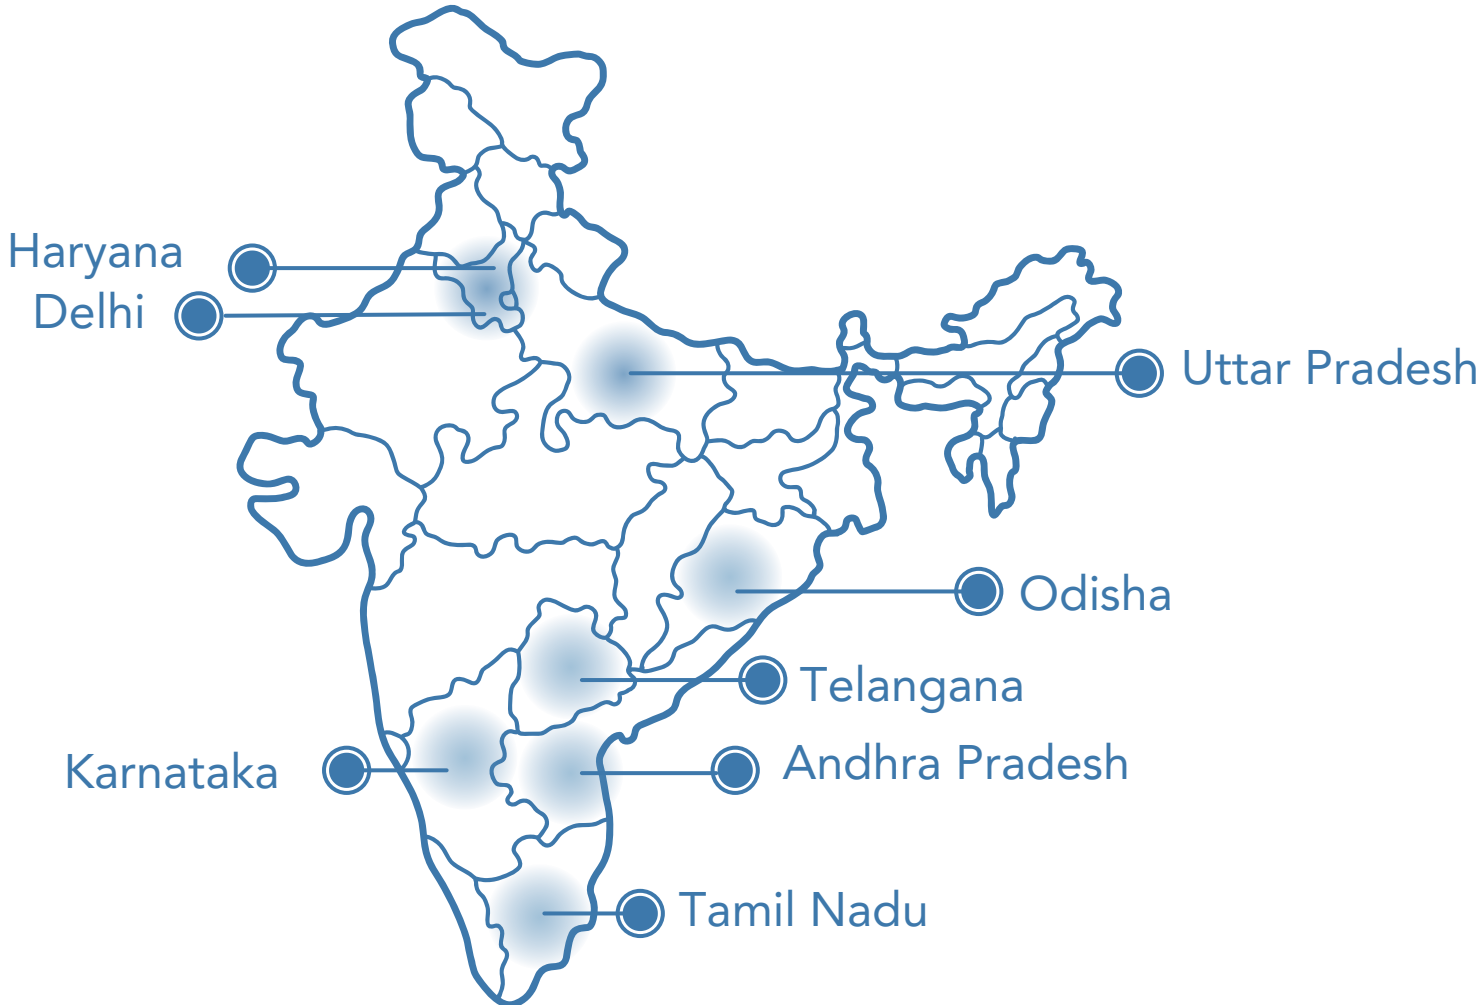 Haryana
Delhi
Uttar Pradesh
Odisha
Telangana
Karnataka
Andhra Pradesh
Tamil Nadu